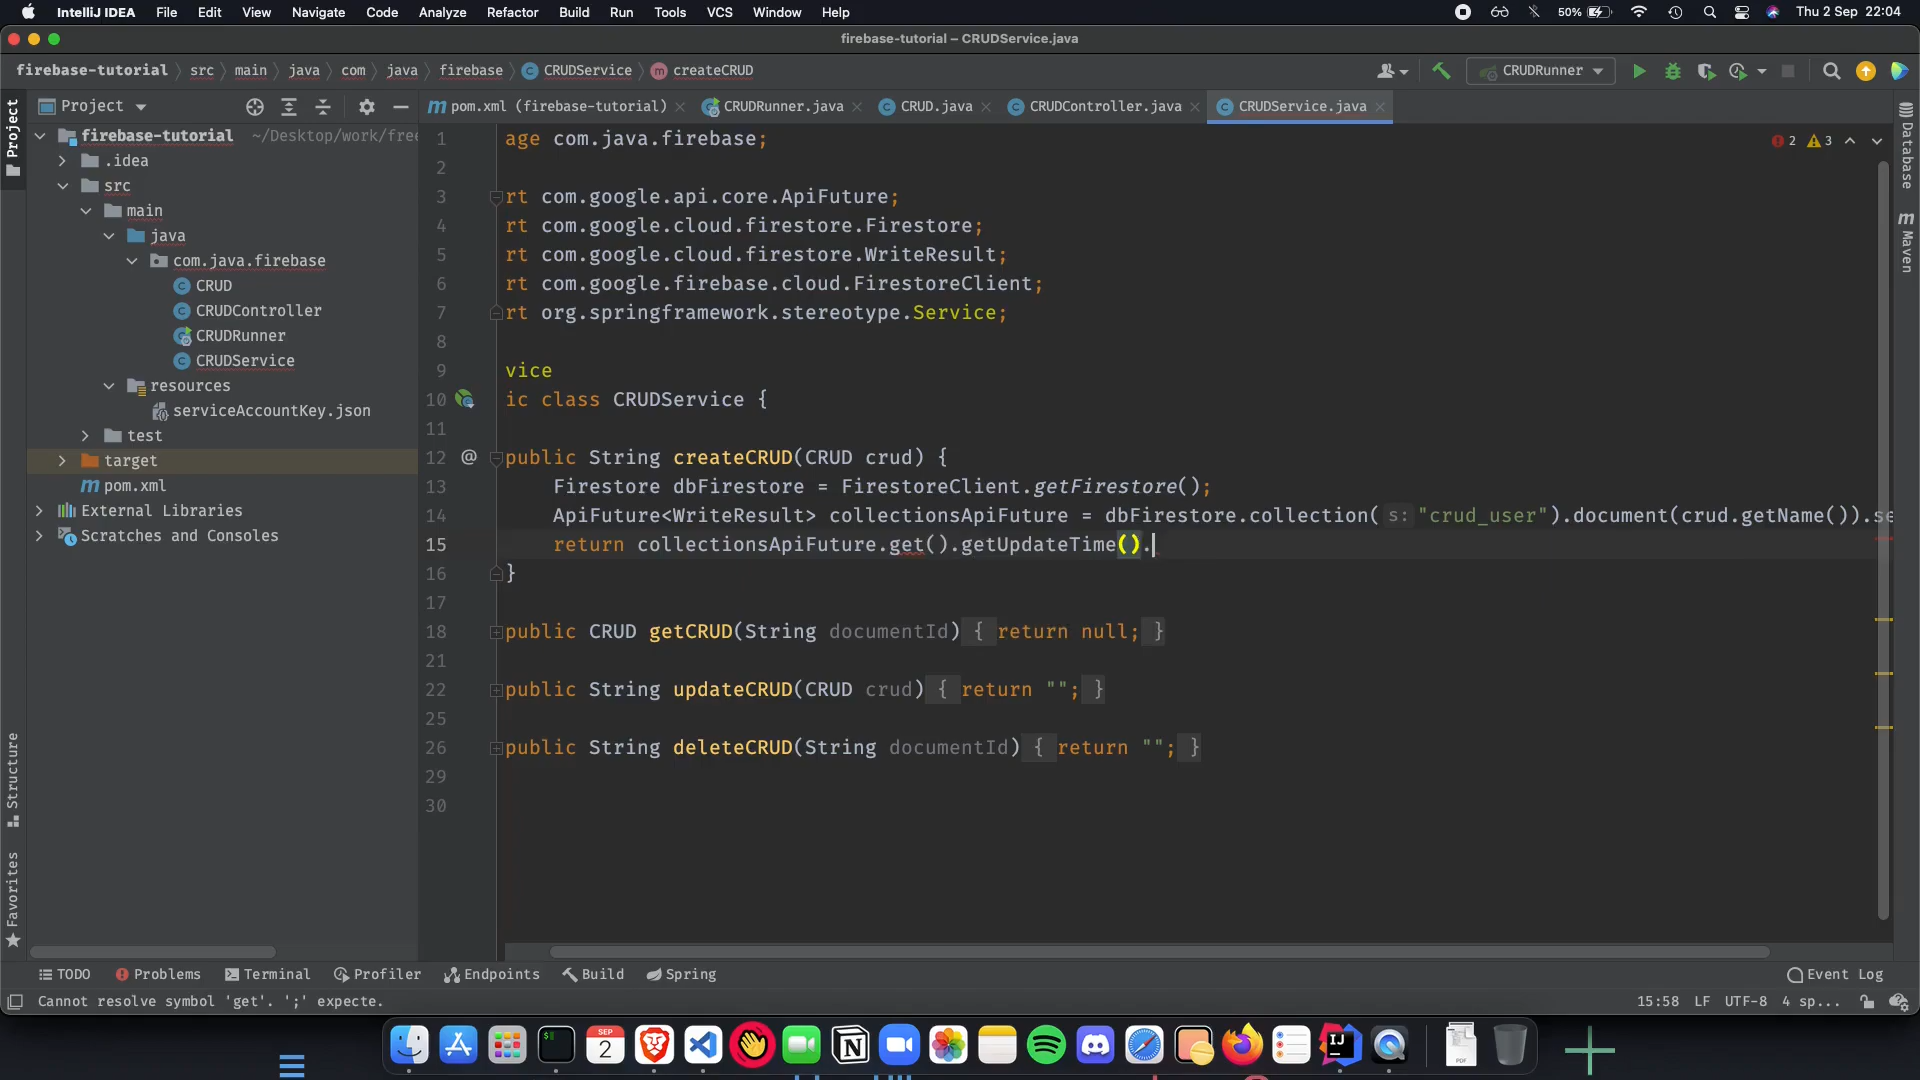 IntelliJ IDEA File Edit View Navigate Code Analyze Refactor Build Run Tools VCS Window Help 50% Thu 2 Sep 22:04
firebase-tutorial – CRUDService.java
firebase-tutorial src main java com java firebase CRUDService createCRUD CRUDRunner
Project pom.xml (firebase-tutorial) CRUDRunner.java CRUD.java CRUDController.java CRUDService.java
Project
Structure
Favorites
Database
Maven
firebase-tutorial ~/Desktop/work/free
.idea
src
main
java
com.java.firebase
CRUD
CRUDController
CRUDRunner
CRUDService
resources
serviceAccountKey.json
test
target
pom.xml
External Libraries
Scratches and Consoles
2 3
1 age com.java.firebase;
2
3 rt com.google.api.core.ApiFuture;
4 rt com.google.cloud.firestore.Firestore;
5 rt com.google.cloud.firestore.WriteResult;
6 rt com.google.firebase.cloud.FirestoreClient;
7 rt org.springframework.stereotype.Service;
8
9 vice
10 ic class CRUDService {
11
12 @ public String createCRUD(CRUD crud) {
13 Firestore dbFirestore = FirestoreClient.getFirestore();
14 ApiFuture<WriteResult> collectionsApiFuture = dbFirestore.collection( s: "crud_user").document(crud.getName()).se
15 return collectionsApiFuture.get().getUpdateTime().
16 }
17
18 public CRUD getCRUD(String documentId) { return null; }
21
22 public String updateCRUD(CRUD crud) { return ""; }
25
26 public String deleteCRUD(String documentId) { return ""; }
29
30
TODO Problems Terminal Profiler Endpoints Build Spring Event Log
Cannot resolve symbol 'get'. ';' expecte. 15:58 LF UTF-8 4 sp...
SEP
2
IJ
PDF